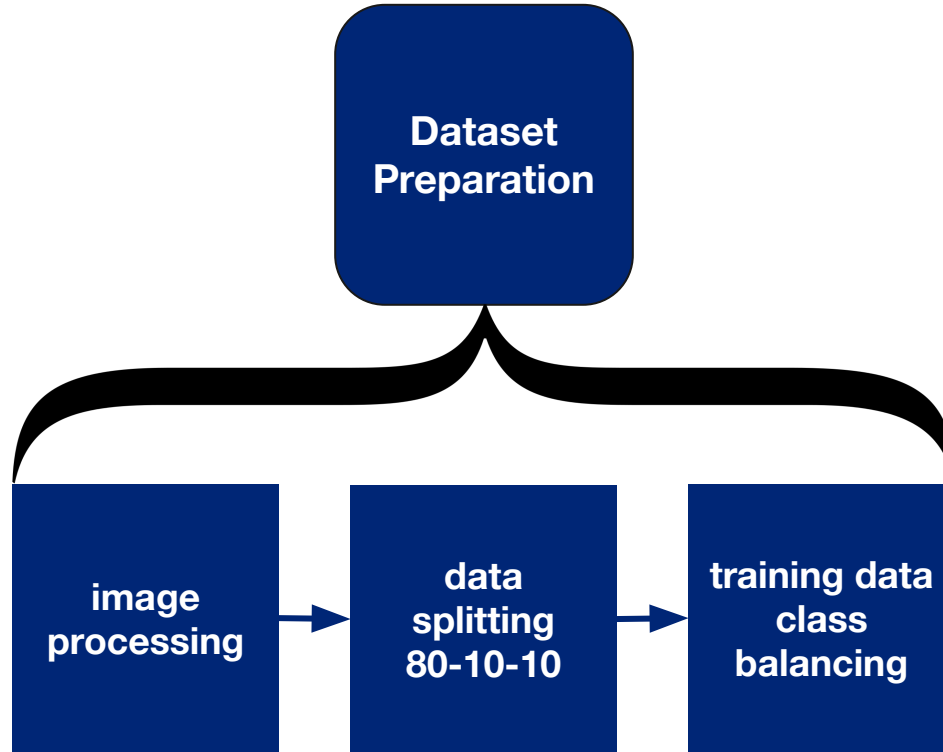 Dataset
Preparation
image
processing
data
splitting
80-10-10
training data
class
balancing